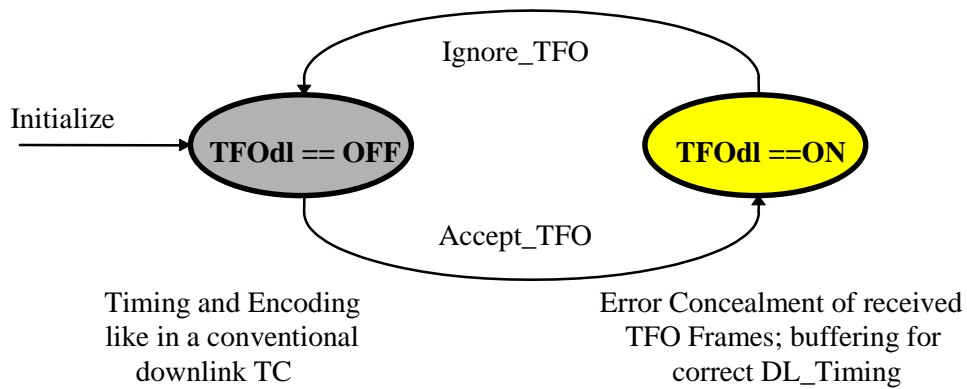 Ignore_TFO
Initialize
TFOdl == OFF
TFOdl ==ON
Accept_TFO
Timing and Encoding
like in a conventional
downlink TC
Error Concealment of received
TFO Frames; buffering for
correct DL_Timing